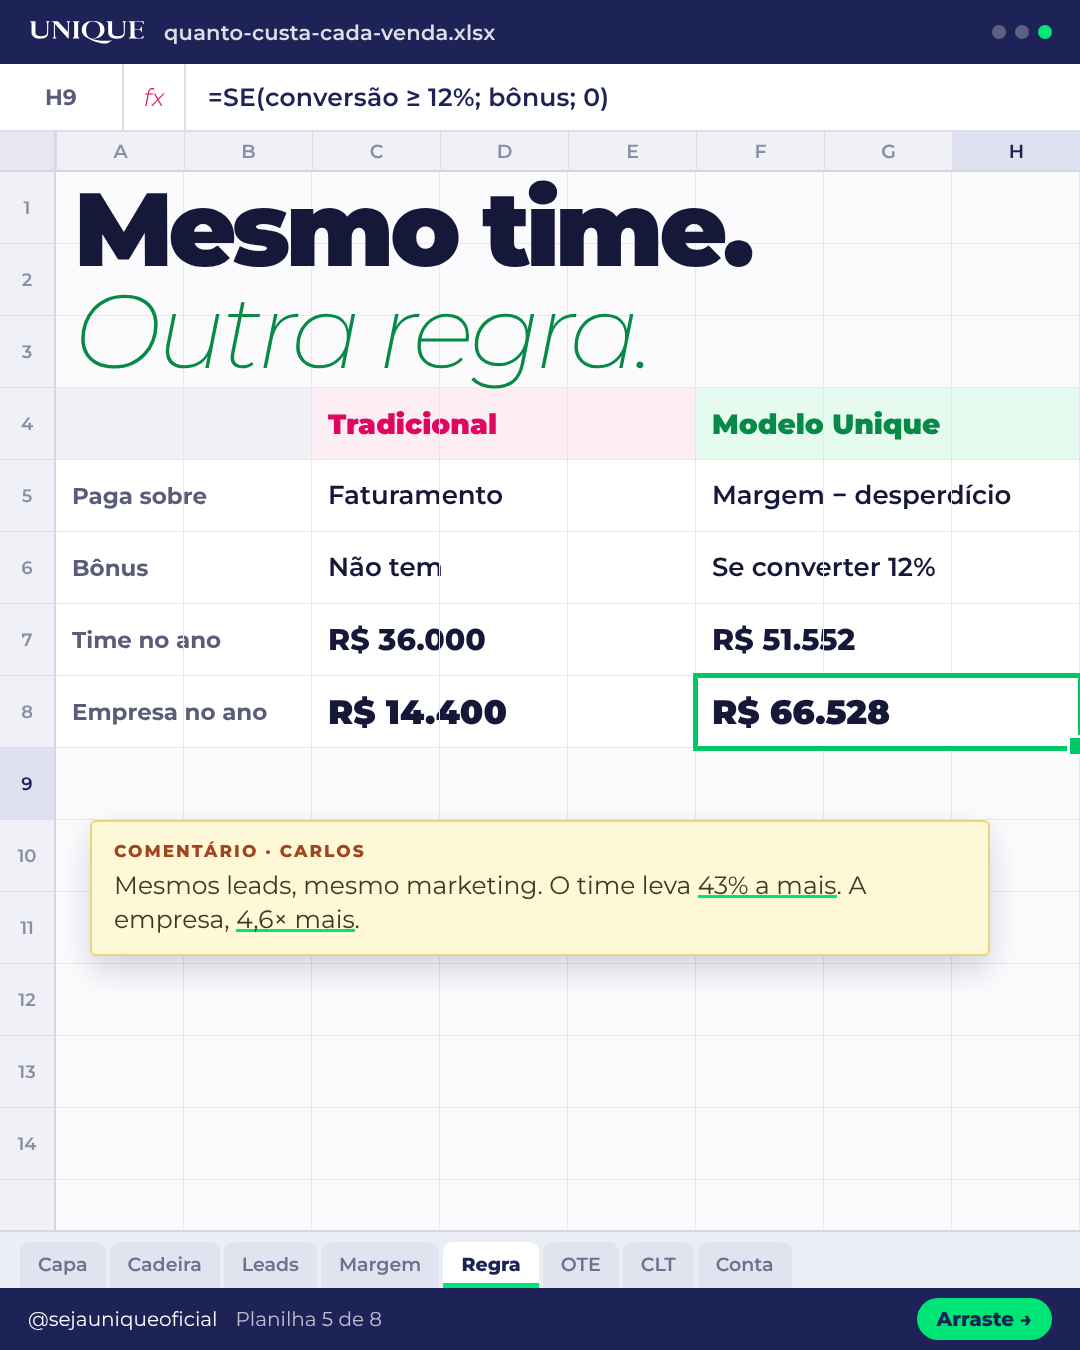 UNIQUE quanto-custa-cada-venda.xlsx
H9 fx =SE(conversão ≥ 12%; bônus; 0)
A B C D E F G H
1
Mesmo time.
2
Outra regra.
3
4 Tradicional Modelo Unique
5 Paga sobre Faturamento Margem − desperdício
6 Bônus Não tem Se converter 12%
7 Time no ano R$ 36.000 R$ 51.552
8 Empresa no ano R$ 14.400 R$ 66.528
9
COMENTÁRIO · CARLOS
10 Mesmos leads, mesmo marketing. O time leva 43% a mais. A
11 empresa, 4,6× mais.
12
13
14
Capa Cadeira Leads Margem Regra OTE CLT Conta
@sejauniqueoficial Planilha 5 de 8 Arraste →